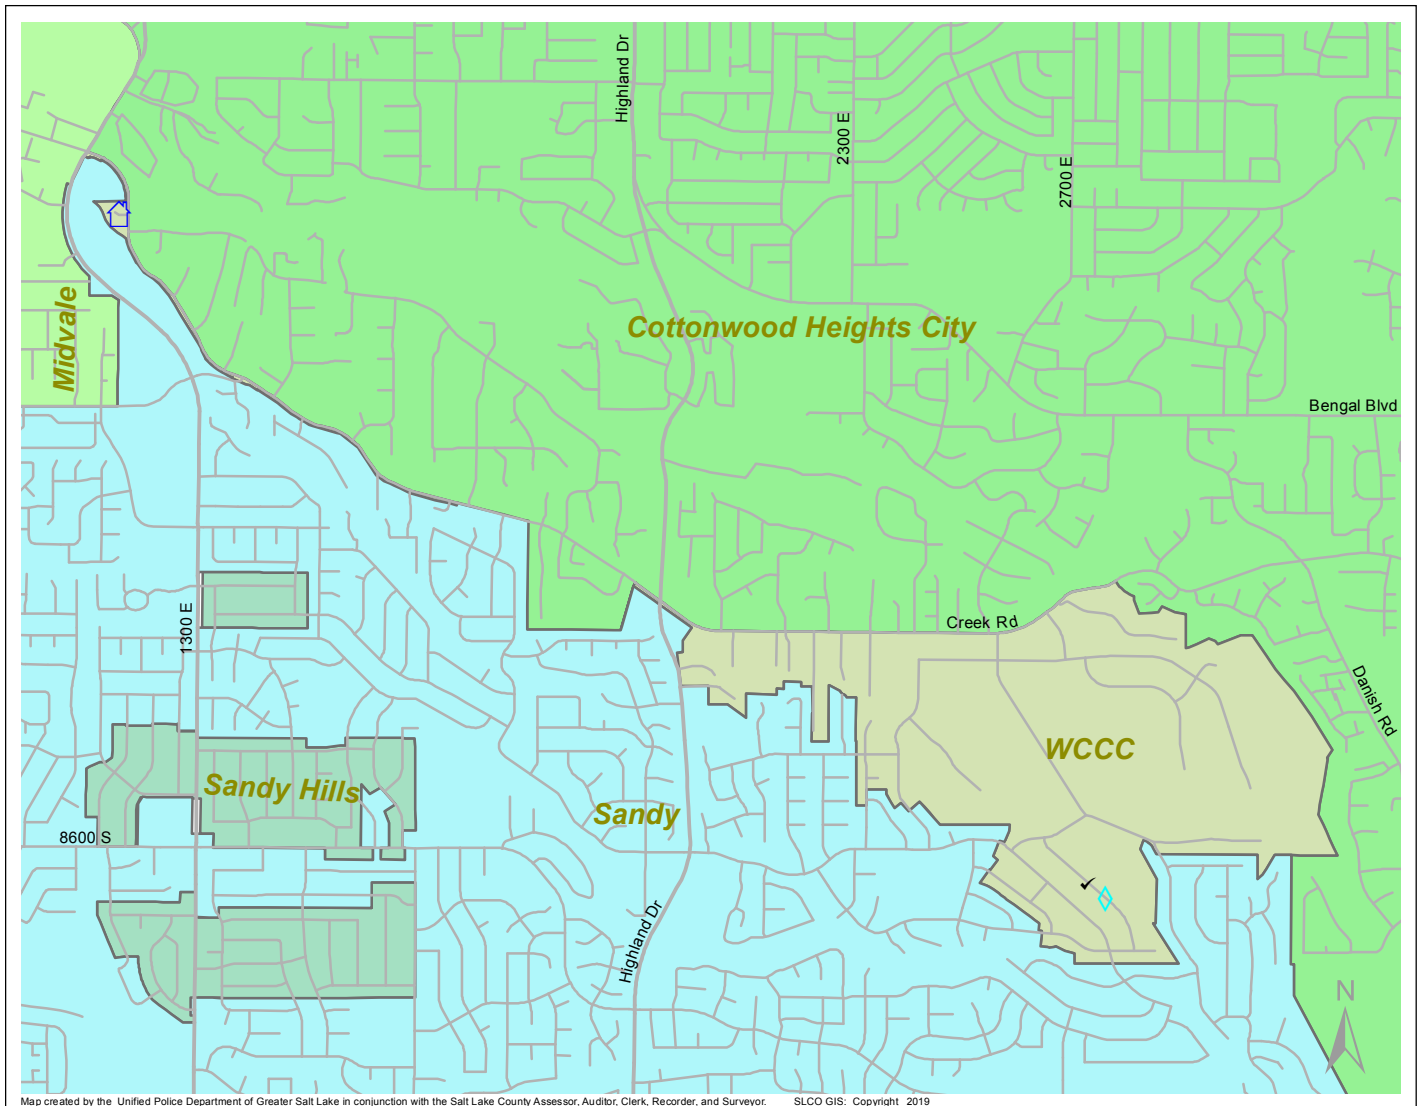 Highland Dr
2300 E
2700 E
Midvale
Cottonwood Heights City
Bengal Blvd
1300 E
Creek Rd
Danish Rd
WCCC
Sandy Hills
Sandy
8600 S
Highland Dr
N
Map created by the Unified Police Department of Greater Salt Lake in conjunction with the Salt Lake County Assessor, Auditor, Clerk, Recorder, and Surveyor. SLCO GIS: Copyright 2019